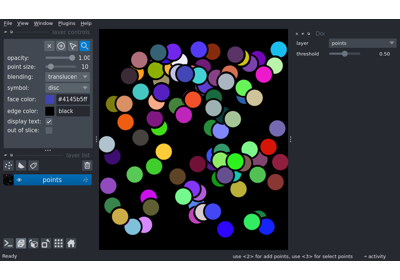 File View Window Plugins Help
layer controls
opacity: 1.00
point size: 10
blending: translucen
symbol: disc
face color: #4145b5ff
edge color: black
display text:
out of slice:
layer list
points
layer points
threshold 0.50
Ready
use <2> for add points, use <3> for select points
activity